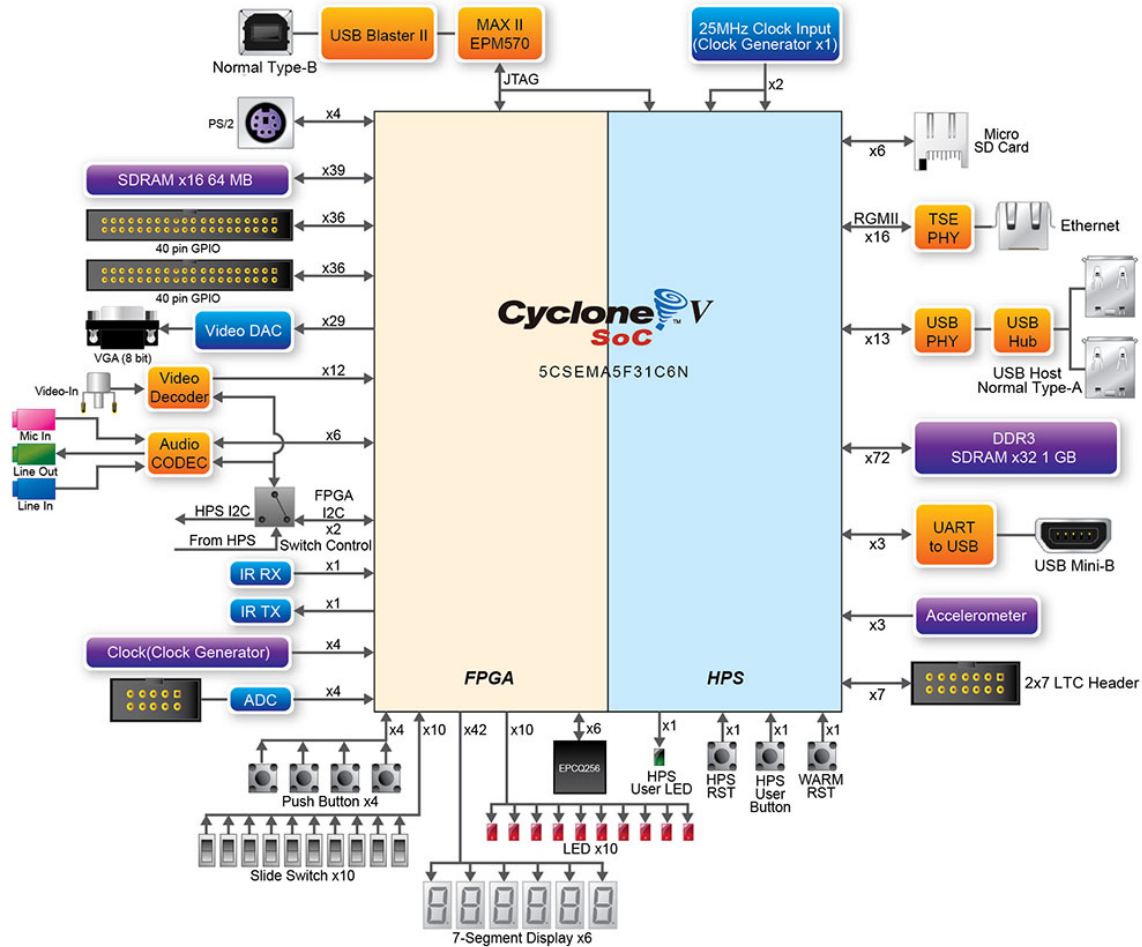 Normal Type-B
USB Blaster II
MAX II
EPM570
25MHz Clock Input
(Clock Generator x1)
JTAG
x2
PS/2
x4
SDRAM x16 64 MB
x39
x36
40 pin GPIO
x36
40 pin GPIO
VGA (8 bit)
Video DAC
x29
Video-In
Video
Decoder
x12
Mic In
Line Out
Line In
Audio
CODEC
x6
HPS I2C
From HPS
FPGA
I2C
x2
Switch Control
IR RX
x1
IR TX
x1
Clock(Clock Generator)
x4
ADC
x4
Cyclone V
TM
SoC
5CSEMA5F31C6N
FPGA
HPS
x6
Micro
SD Card
RGMII
x16
TSE
PHY
Ethernet
x13
USB
PHY
USB
Hub
USB Host
Normal Type-A
x72
DDR3
SDRAM x32 1 GB
x3
UART
to USB
USB Mini-B
x3
Accelerometer
x7
2x7 LTC Header
x4
x10
x42
x10
x6
x1
x1
x1
x1
Push Button x4
Slide Switch x10
7-Segment Display x6
LED x10
EPCQ256
HPS
User LED
HPS
RST
HPS
User
Button
WARM
RST